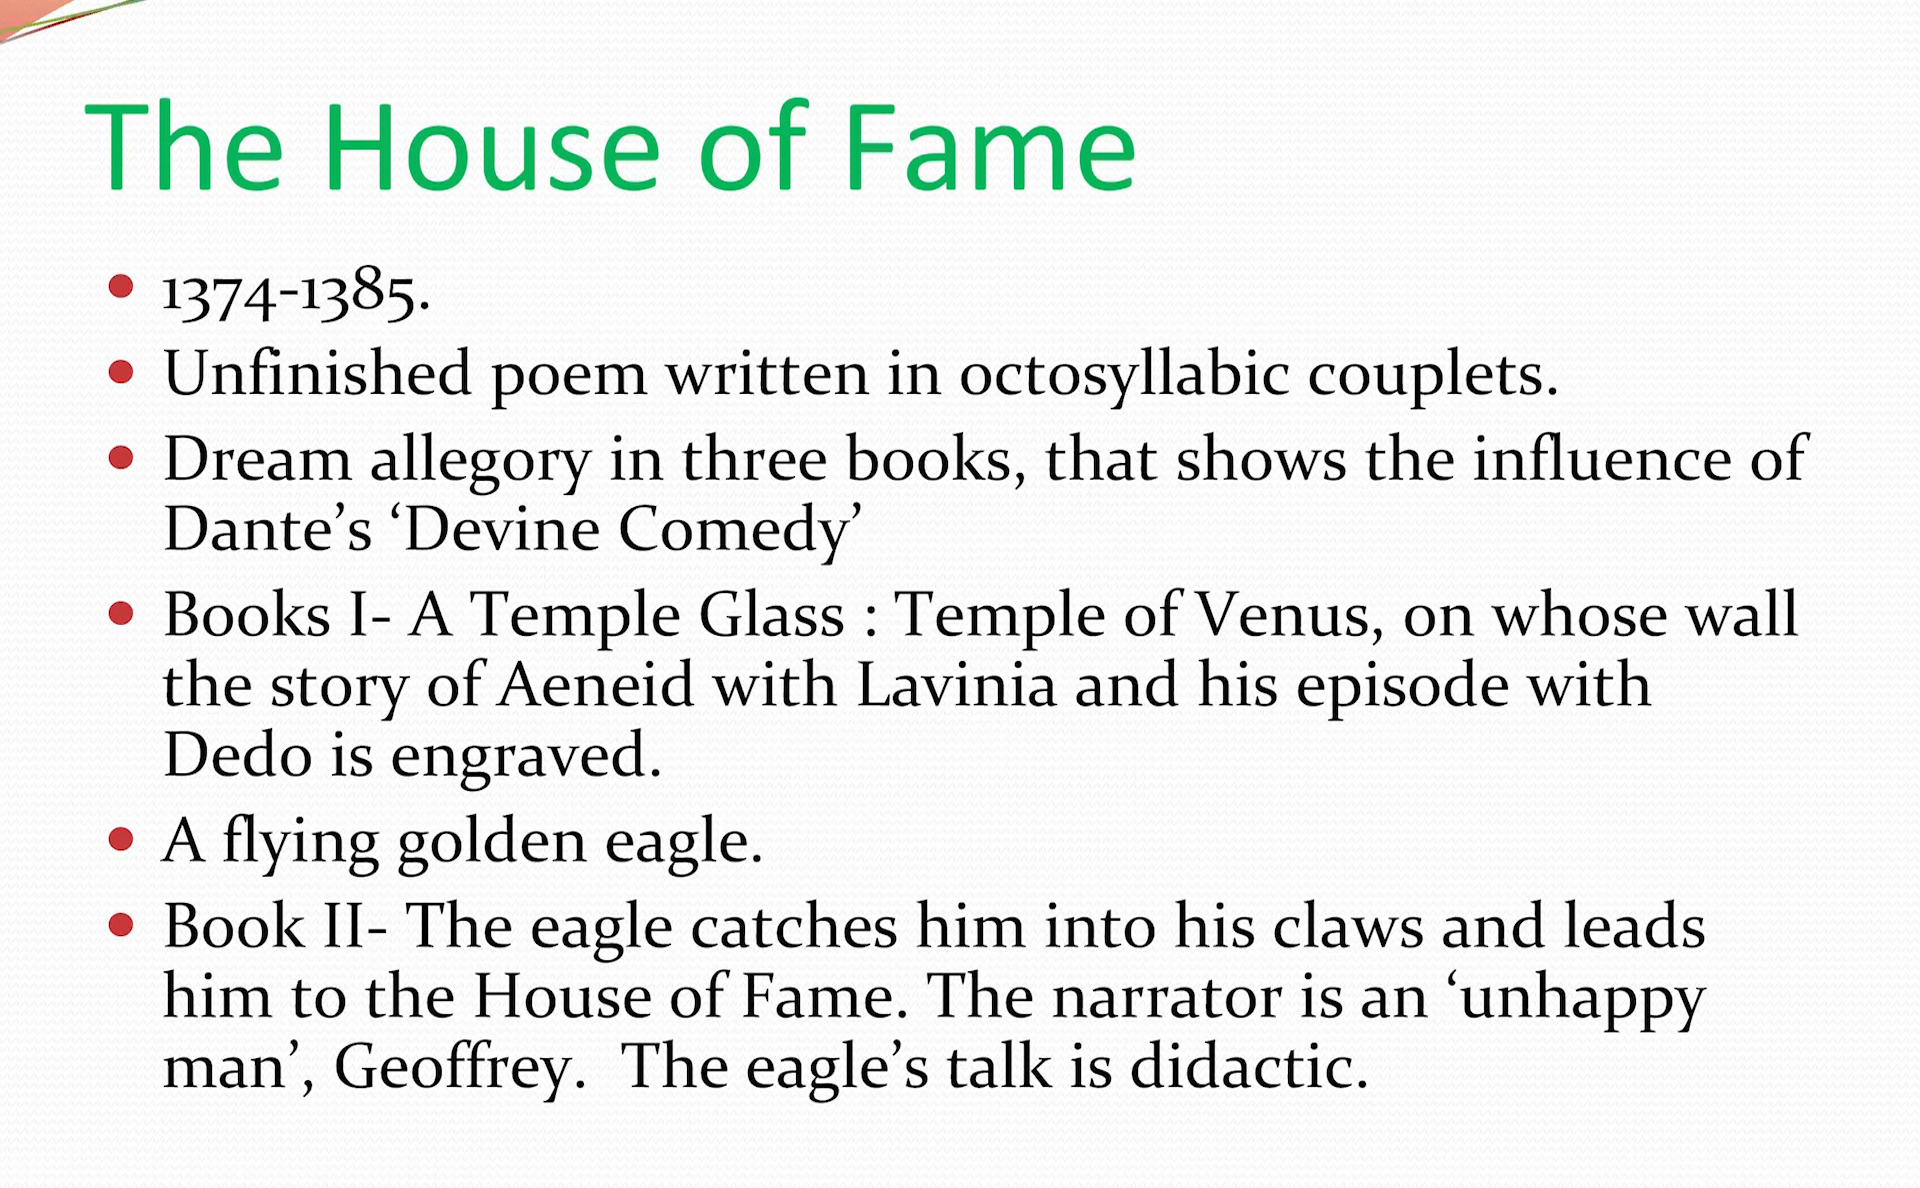 The House of Fame
• 1374-1385.
• Unfinished poem written in octosyllabic couplets.
• Dream allegory in three books, that shows the influence of
Dante’s ‘Devine Comedy’
• Books I- A Temple Glass : Temple of Venus, on whose wall
the story of Aeneid with Lavinia and his episode with
Dedo is engraved.
• A flying golden eagle.
• Book II- The eagle catches him into his claws and leads
him to the House of Fame. The narrator is an ‘unhappy
man’, Geoffrey.  The eagle’s talk is didactic.